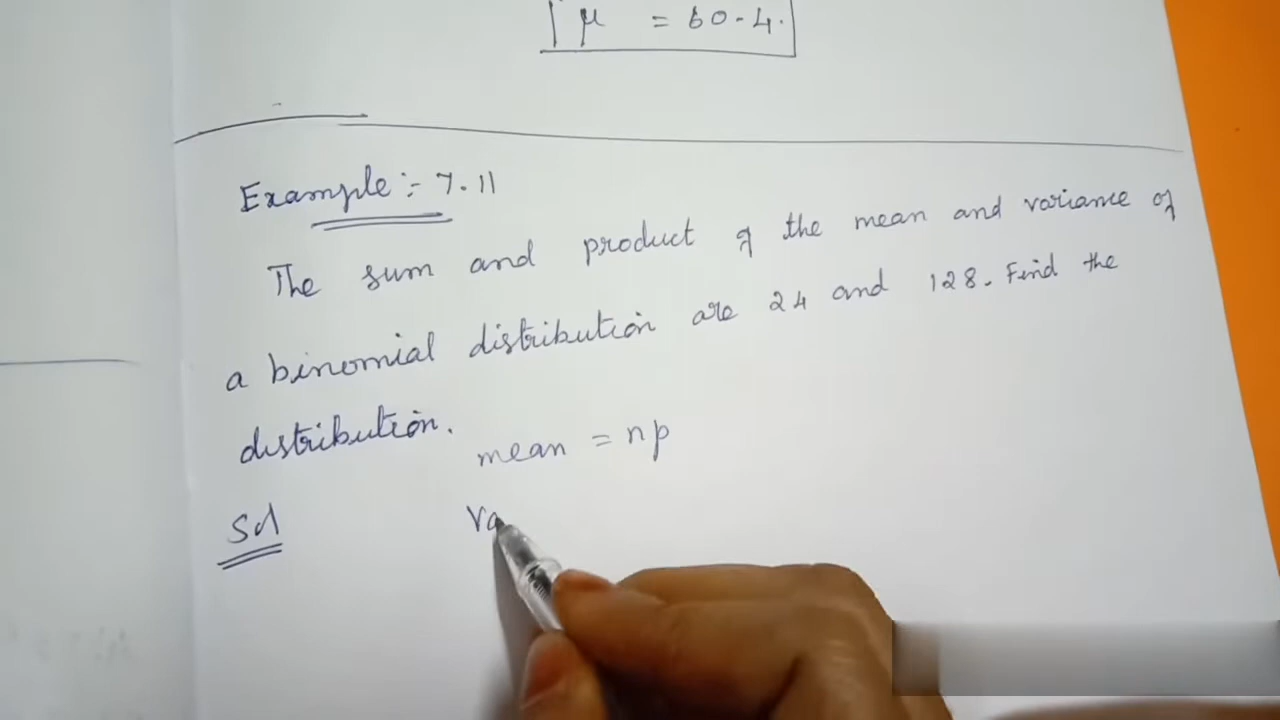 μ = 60.4.
Example:- 7.11
The sum and product of the mean and variance of
a binomial distribution are 24 and 128. Find the
distribution.
mean = np
Sol
Va